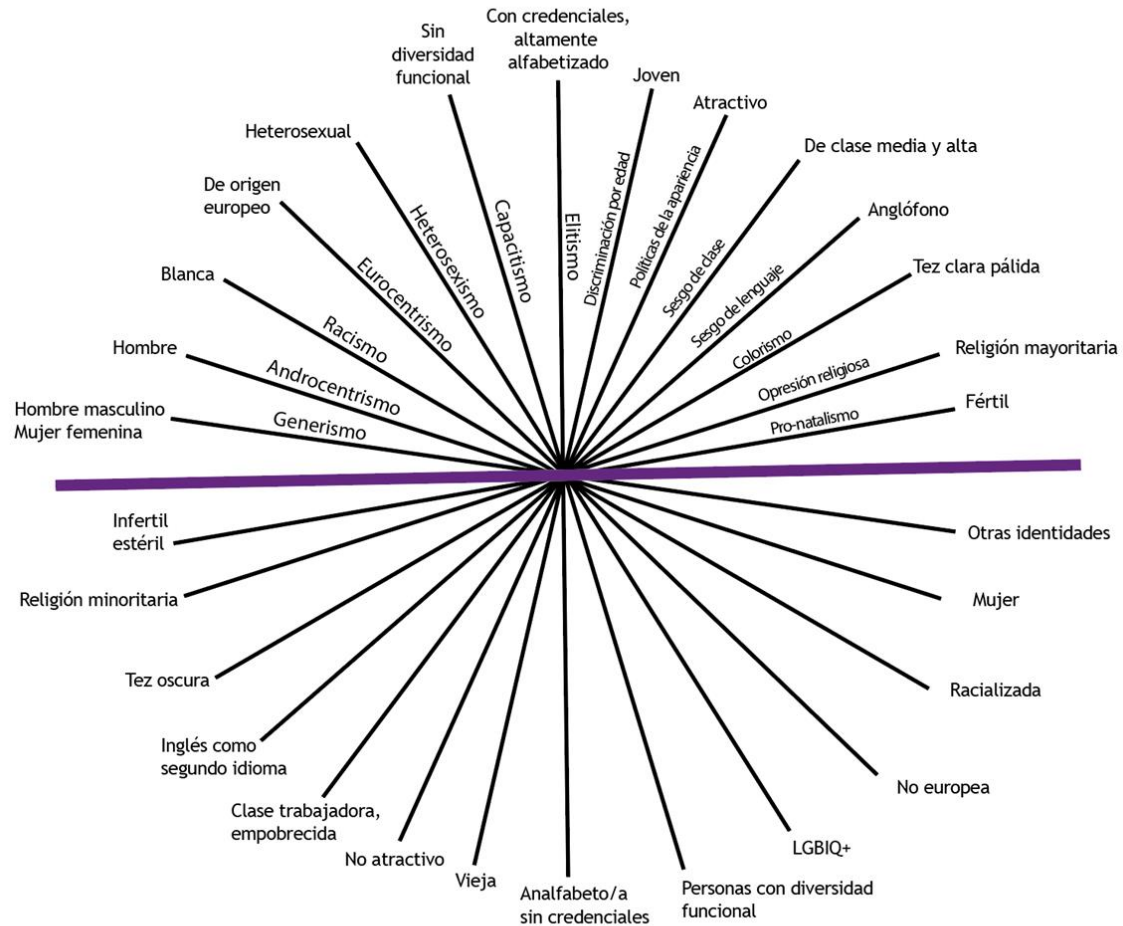 Con credenciales,
altamente
alfabetizado
Sin
diversidad
funcional
Joven
Atractivo
Heterosexual
De clase media y alta
De origen
europeo
Anglófono
Blanca
Tez clara pálida
Hombre
Religión mayoritaria
Hombre masculino
Mujer femenina
Fértil
Generismo
Androcentrismo
Racismo
Eurocentrismo
Heterosexismo
Capacitismo
Elitismo
Discriminación por edad
Políticas de la apariencia
Sesgo de clase
Sesgo de lenguaje
Colorismo
Opresión religiosa
Pro-natalismo
Infertil
estéril
Otras identidades
Religión minoritaria
Mujer
Tez oscura
Racializada
Inglés como
segundo idioma
No europea
Clase trabajadora,
empobrecida
LGBIQ+
No atractivo
Vieja
Analfabeto/a
sin credenciales
Personas con diversidad
funcional